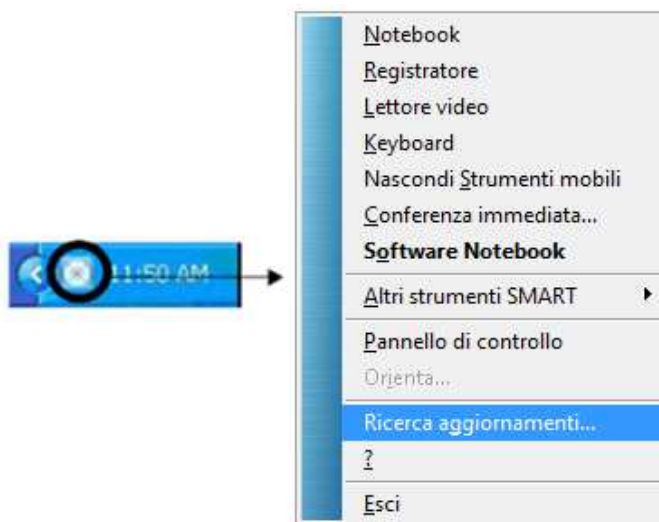 Notebook
Registratore
Lettore video
Keyboard
Nascondi Strumenti mobili
Conferenza immediata...
Software Notebook
11:50 AM
Altri strumenti SMART
Pannello di controllo
Orienta...
Ricerca aggiornamenti...
?
Esci